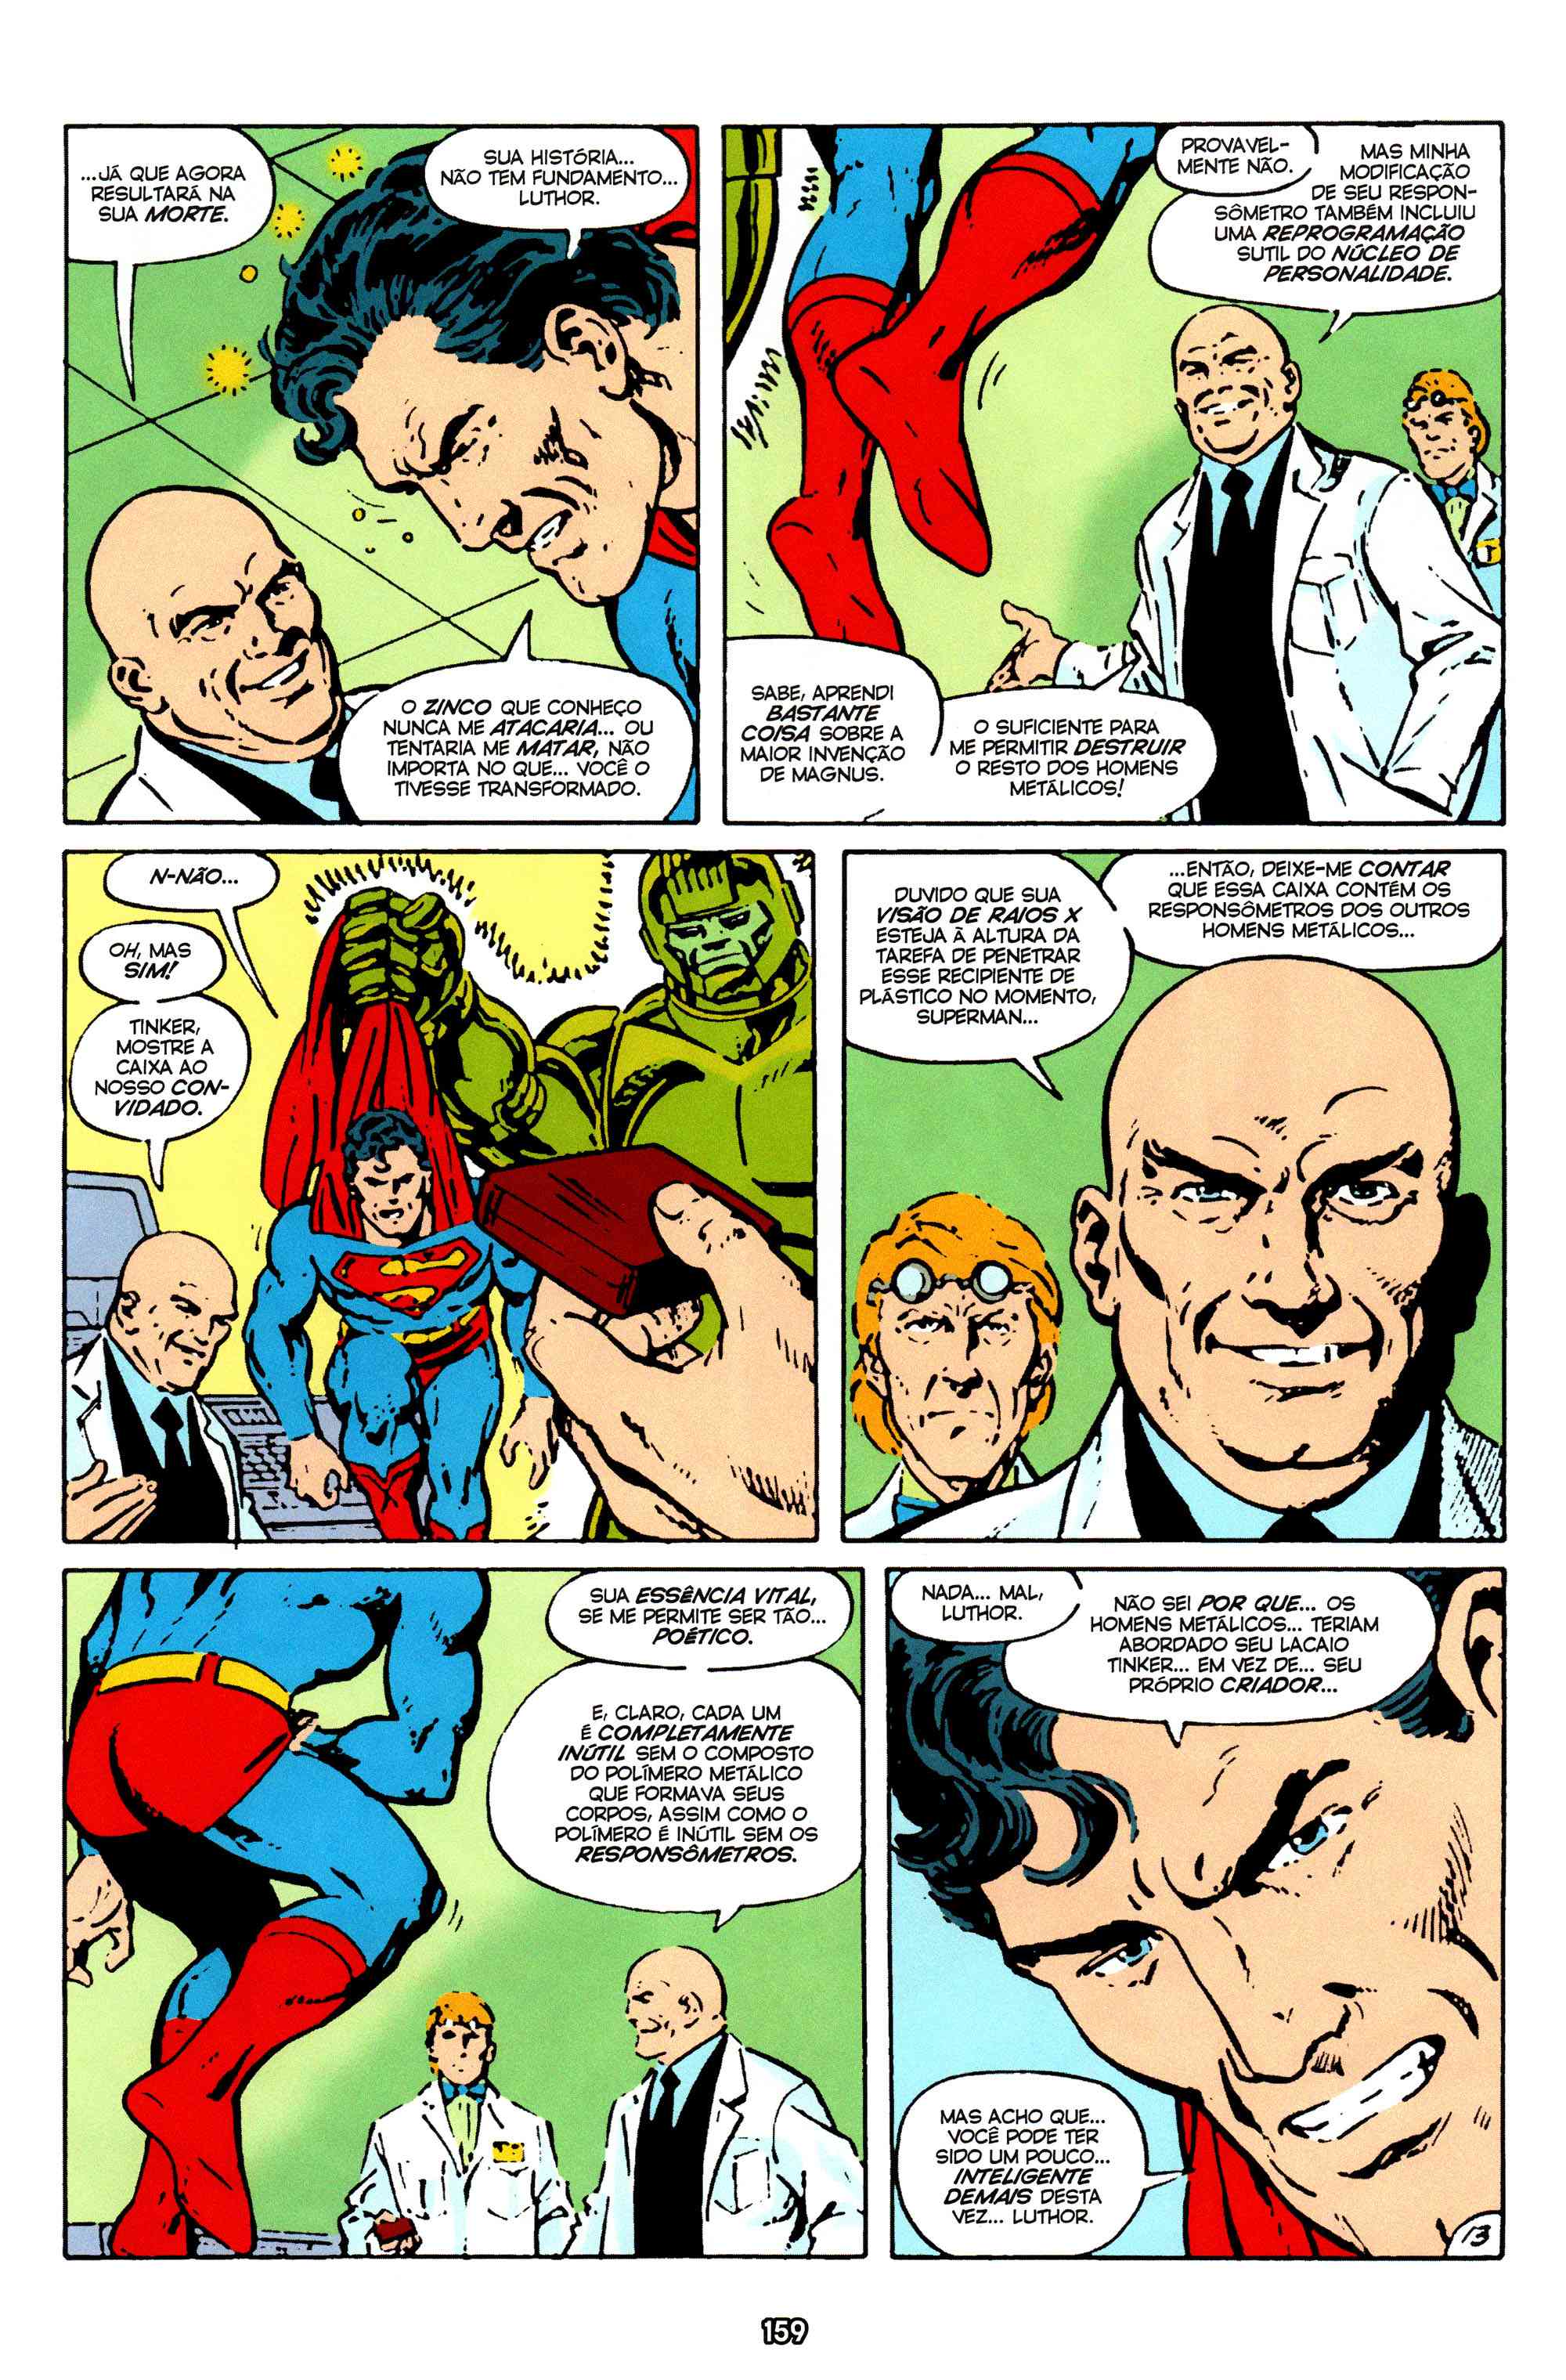 ...JÁ QUE AGORA
RESULTARÁ NA
SUA MORTE.
SUA HISTÓRIA...
NÃO TEM FUNDAMENTO...
LUTHOR.
O ZINCO QUE CONHEÇO
NUNCA ME ATACARIA... OU
TENTARIA ME MATAR, NÃO
IMPORTA NO QUE... VOCÊ O
TIVESSE TRANSFORMADO.
PROVAVEL-
MENTE NÃO.
MAS MINHA
MODIFICAÇÃO
DE SEU RESPON-
SÔMETRO TAMBÉM INCLUIU
UMA REPROGRAMAÇÃO
SUTIL DO NÚCLEO DE
PERSONALIDADE.
SABE, APRENDI
BASTANTE
COISA SOBRE A
MAIOR INVENÇÃO
DE MAGNUS.
O SUFICIENTE PARA
ME PERMITIR DESTRUIR
O RESTO DOS HOMENS
METÁLICOS!
N-NÃO...
OH, MAS
SIM!
TINKER,
MOSTRE A
CAIXA AO
NOSSO CON-
VIDADO.
DUVIDO QUE SUA
VISÃO DE RAIOS X
ESTEJA À ALTURA DA
TAREFA DE PENETRAR
ESSE RECIPIENTE DE
PLÁSTICO NO MOMENTO,
SUPERMAN...
...ENTÃO, DEIXE-ME CONTAR
QUE ESSA CAIXA CONTÉM OS
RESPONSÔMETROS DOS OUTROS
HOMENS METÁLICOS...
SUA ESSÊNCIA VITAL,
SE ME PERMITE SER TÃO...
POÉTICO.
E, CLARO, CADA UM
É COMPLETAMENTE
INÚTIL SEM O COMPOSTO
DO POLÍMERO METÁLICO
QUE FORMAVA SEUS
CORPOS, ASSIM COMO O
POLÍMERO É INÚTIL SEM OS
RESPONSÔMETROS.
NADA... MAL,
LUTHOR.
NÃO SEI POR QUE... OS
HOMENS METÁLICOS... TERIAM
ABORDADO SEU LACAIO
TINKER... EM VEZ DE... SEU
PRÓPRIO CRIADOR...
MAS ACHO QUE...
VOCÊ PODE TER
SIDO UM POUCO...
INTELIGENTE
DEMAIS DESTA
VEZ... LUTHOR.
13
159